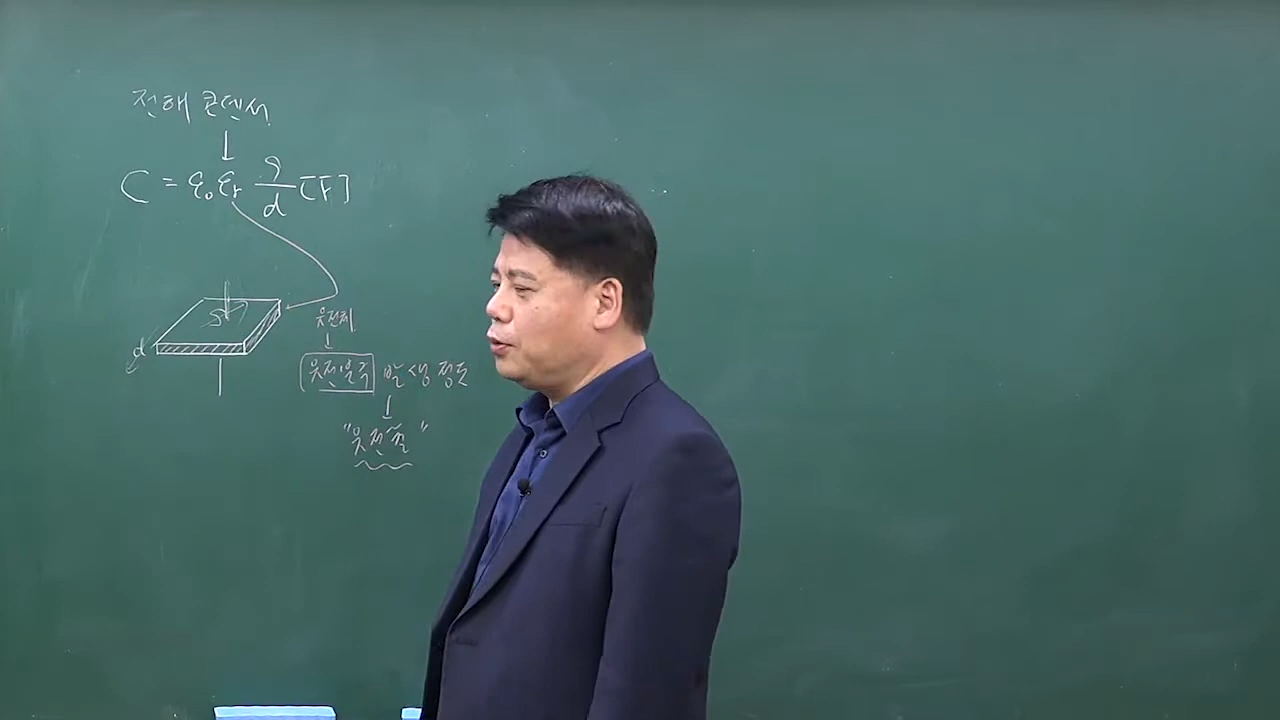 전해 콘덴서
↓
C = ε₀εᵣ S/d [F]
S
d
유전체
↓
유전양극 발생 정도
↓
"유전율"